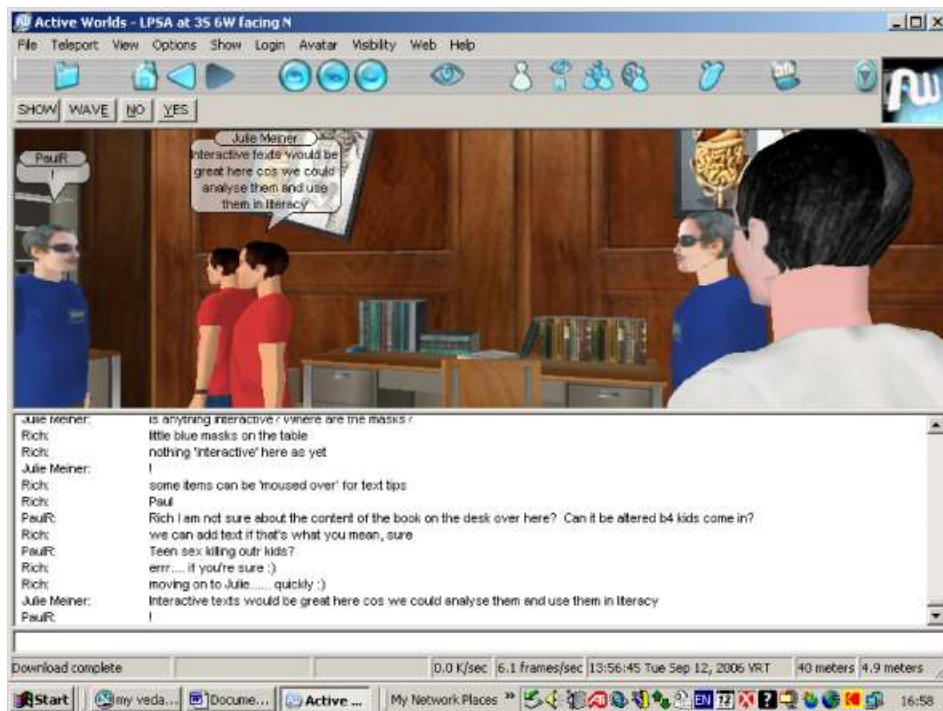 Active Worlds - LPSA at 3S 6W facing N
File Teleport View Options Show Login Avatar Visibility Web Help
SHOW WAVE NO YES
PaulR
!
Julie Meiner
Interactive texts would be
great here cos we could
analyse them and use
them in literacy
Julie Meiner: Is anything interactive? Where are the masks?
Rich: little blue masks on the table
Rich: nothing 'interactive' here as yet
Julie Meiner: !
Rich: some items can be 'moused over' for text tips
Rich: Paul
PaulR: Rich I am not sure about the content of the book on the desk over here? Can it be altered b4 kids come in?
Rich: we can add text if that's what you mean, sure
PaulR: Teen sex killing outr kids?
Rich: errr.... if you're sure :)
Rich: moving on to Julie...... quickly :)
Julie Meiner: Interactive texts would be great here cos we could analyse them and use them in literacy
PaulR: !
Download complete 0.0 K/sec 6.1 frames/sec 13:56:45 Tue Sep 12, 2006 VRT 40 meters 4.9 meters
Start my veda... Docume... Active ... My Network Places » EN 16:58